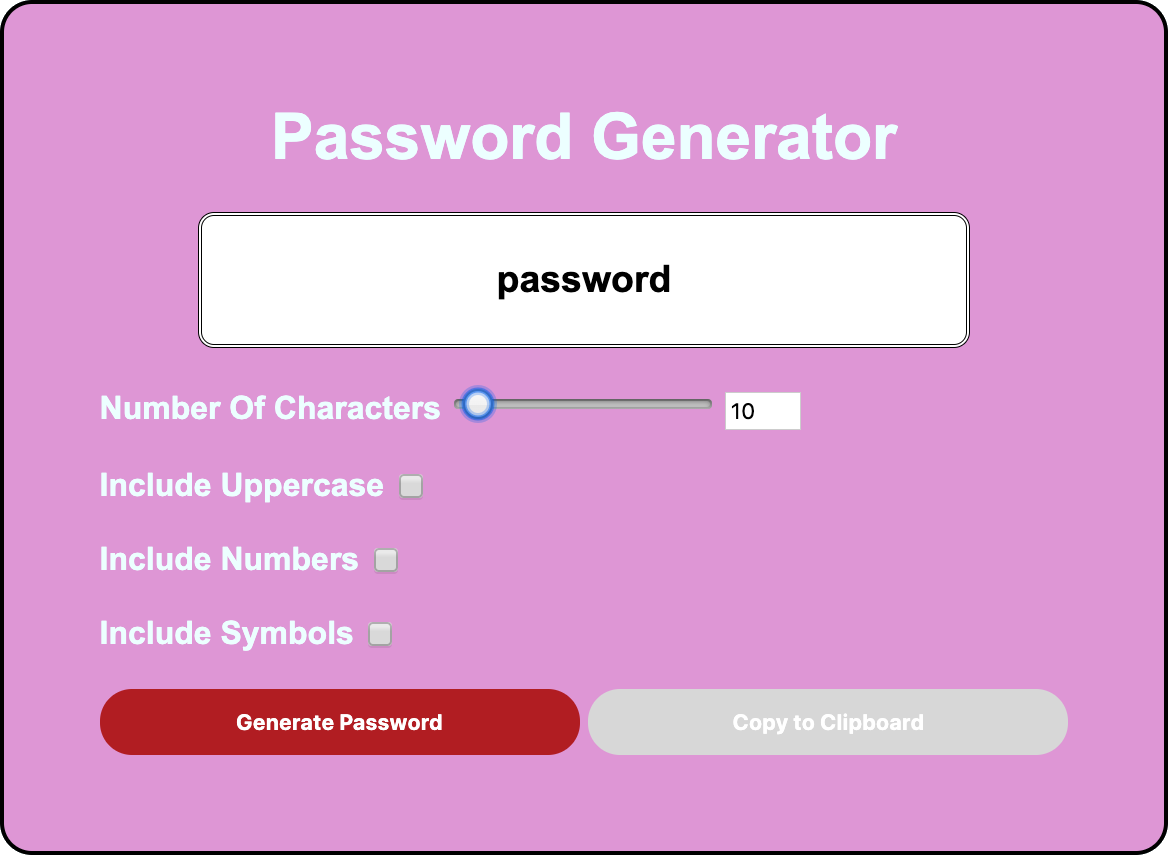 Password Generator
password
Number Of Characters 10
Include Uppercase
Include Numbers
Include Symbols
Generate Password Copy to Clipboard